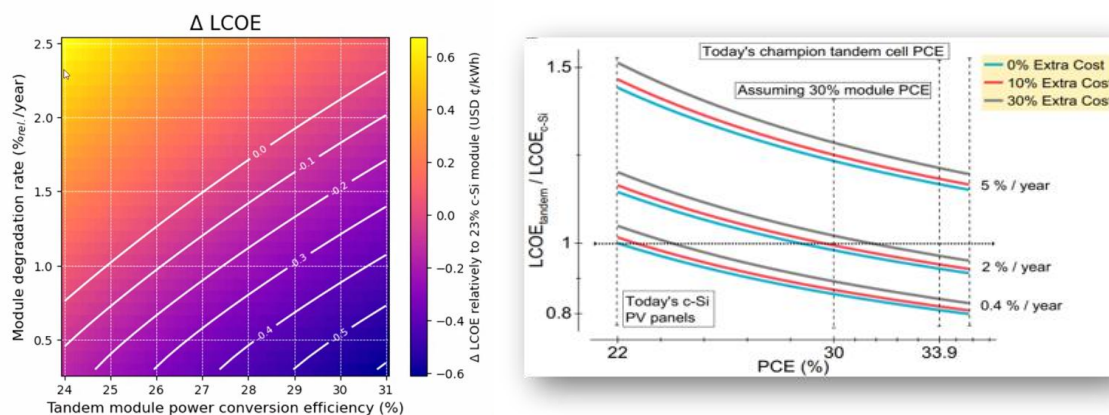 Δ LCOE
2.5
2.0
1.5
1.0
0.5
Module degradation rate (%rel./year)
0.0
-0.1
-0.2
-0.3
-0.4
-0.5
24 25 26 27 28 29 30 31
Tandem module power conversion efficiency (%)
0.6
0.4
0.2
0.0
−0.2
−0.4
−0.6
Δ LCOE relatively to 23% c-Si module (USD ¢/kWh)
Today's champion tandem cell PCE
Assuming 30% module PCE
0% Extra Cost
10% Extra Cost
30% Extra Cost
1.5
1
0.8
LCOEtandem / LCOEc-Si
5 % / year
2 % / year
0.4 % / year
Today's c-Si
PV panels
22 30 33.9
PCE (%)